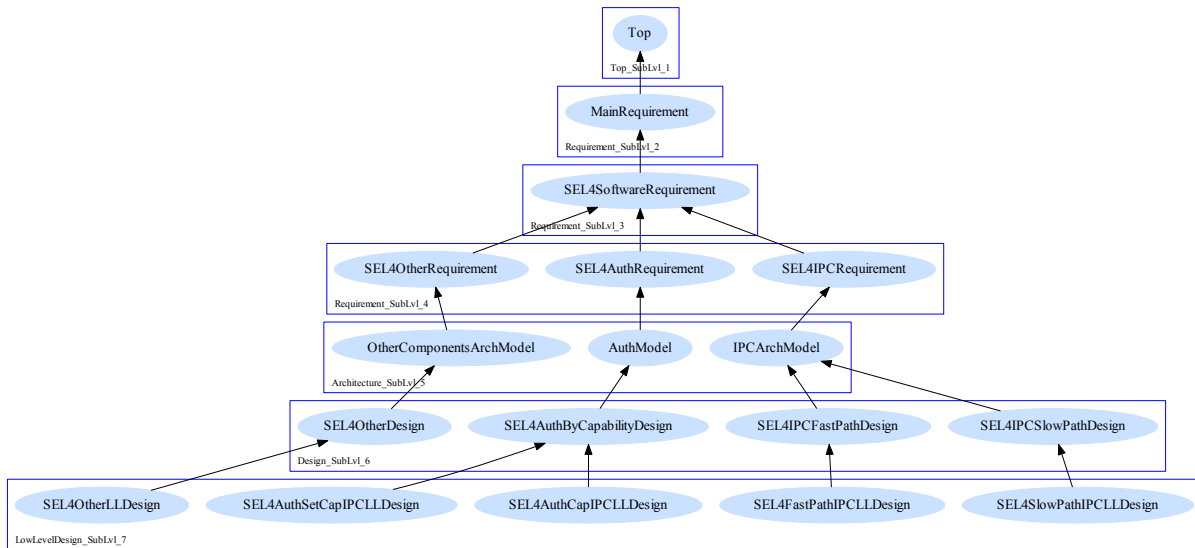 Top
Top_SubLvl_1
MainRequirement
Requirement_SubLvl_2
SEL4SoftwareRequirement
Requirement_SubLvl_3
SEL4OtherRequirement SEL4AuthRequirement SEL4IPCRequirement
Requirement_SubLvl_4
OtherComponentsArchModel AuthModel IPCArchModel
Architecture_SubLvl_5
SEL4OtherDesign SEL4AuthByCapabilityDesign SEL4IPCFastPathDesign SEL4IPCSlowPathDesign
Design_SubLvl_6
SEL4OtherLLDesign SEL4AuthSetCapIPCLLDesign SEL4AuthCapIPCLLDesign SEL4FastPathIPCLLDesign SEL4SlowPathIPCLLDesign
LowLevelDesign_SubLvl_7